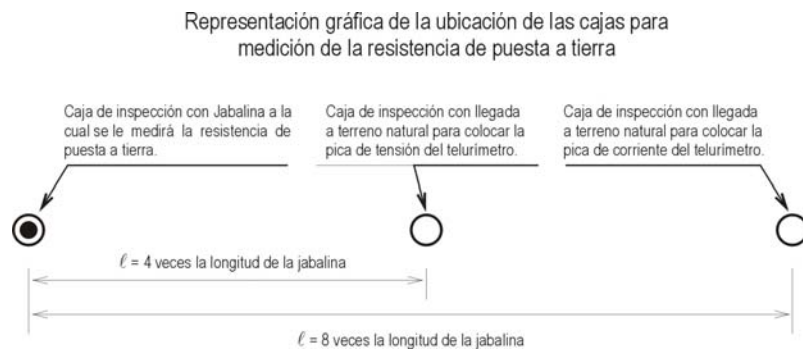 Representación gráfica de la ubicación de las cajas para
medición de la resistencia de puesta a tierra
Caja de inspección con Jabalina a la
cual se le medirá la resistencia de
puesta a tierra.
Caja de inspección con llegada
a terreno natural para colocar la
pica de tensión del telurímetro.
Caja de inspección con llegada
a terreno natural para colocar la
pica de corriente del telurímetro.
ℓ = 4 veces la longitud de la jabalina
ℓ = 8 veces la longitud de la jabalina